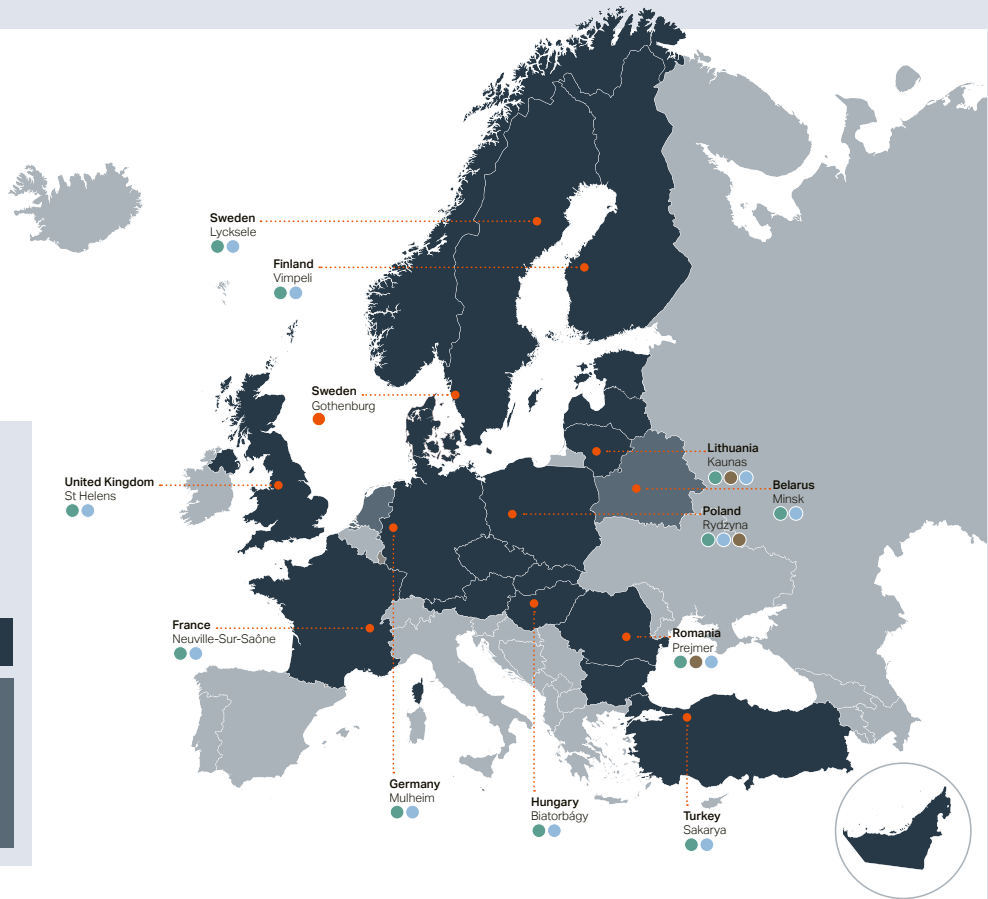 Sweden
Lycksele
Finland
Vimpeli
Sweden
Gothenburg
Lithuania
Kaunas
United Kingdom
St Helens
Belarus
Minsk
Poland
Rydzyna
France
Neuville-Sur-Saône
Romania
Prejmer
Germany
Mulheim
Hungary
Biatorbágy
Turkey
Sakarya